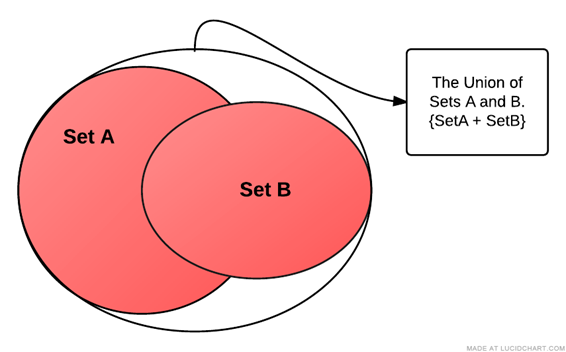 Set A
Set B
The Union of
Sets A and B.
{SetA + SetB}
MADE AT LUCIDCHART.COM